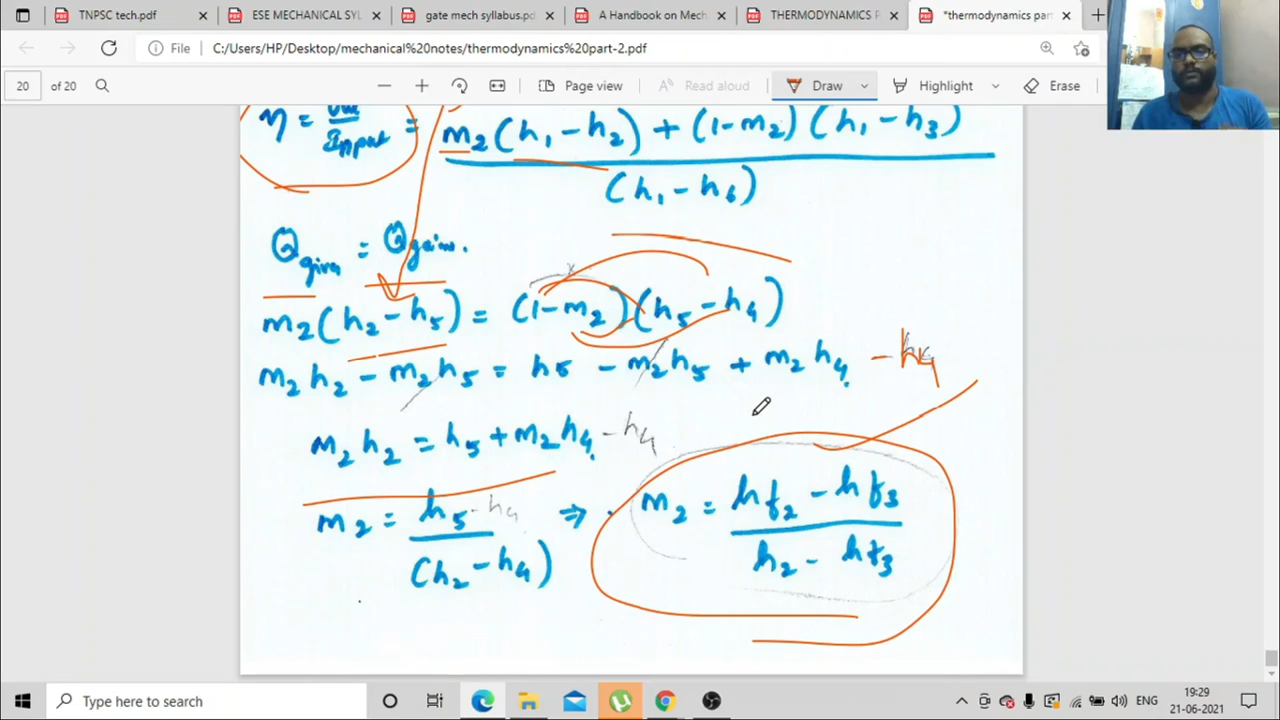 TNPSC tech.pdf
ESE MECHANICAL SYL
gate mech syllabus.pd
A Handbook on Mech
THERMODYNAMICS P
*thermodynamics par
File
C:/Users/HP/Desktop/mechanical%20notes/thermodynamics%20part-2.pdf
20 of 20
Page view
Read aloud
Draw
Highlight
Erase
η = / Input = m₂(h₁ - h₂) + (1-m₂) (h₁ - h₃)
(h₁ - h₆)
Qgiven = Qgain.
m₂(h₂ - h₅) = (1-m₂)(h₅ - h₄)
m₂h₂ - m₂h₅ = h₅ - m₂h₅ + m₂h₄ - h₄
m₂h₂ = h₅ + m₂h₄ - h₄
m₂ = h₅ - h₄ / (h₂ - h₄) ⇒ m₂ = hf₂ - hf₃ / h₂ - hf₃
Type here to search
ENG
19:29
21-06-2021